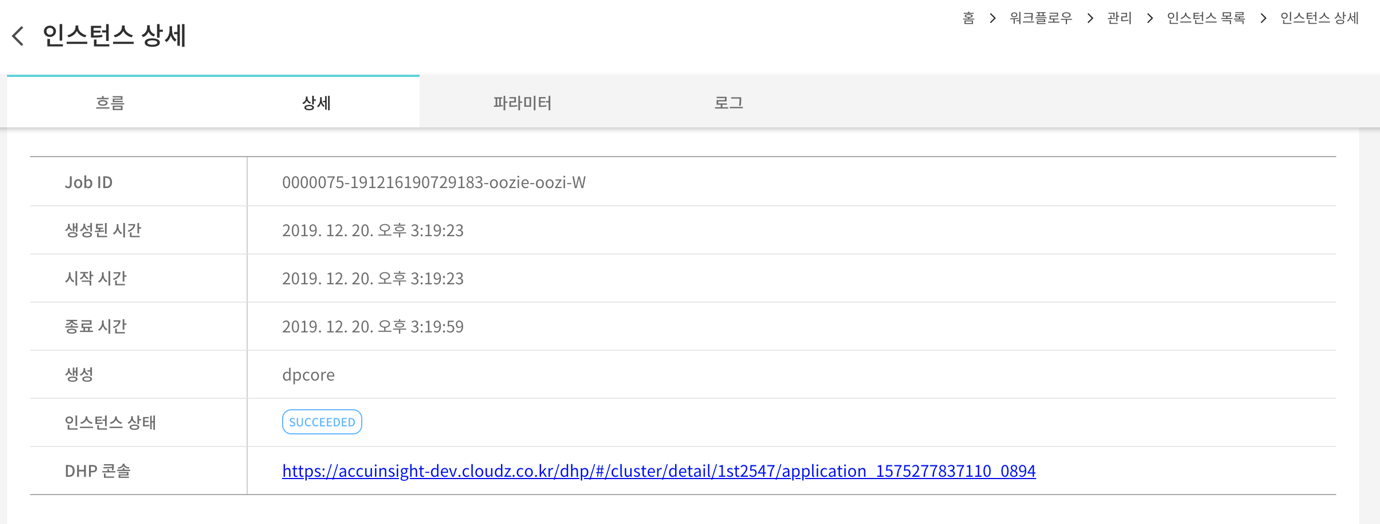 인스턴스 상세
홈 > 워크플로우 > 관리 > 인스턴스 목록 > 인스턴스 상세
흐름 상세 파라미터 로그
Job ID 0000075-191216190729183-oozie-oozi-W
생성된 시간 2019. 12. 20. 오후 3:19:23
시작 시간 2019. 12. 20. 오후 3:19:23
종료 시간 2019. 12. 20. 오후 3:19:59
생성 dpcore
인스턴스 상태 SUCCEEDED
DHP 콘솔 https://accuinsight-dev.cloudz.co.kr/dhp/#/cluster/detail/1st2547/application_1575277837110_0894